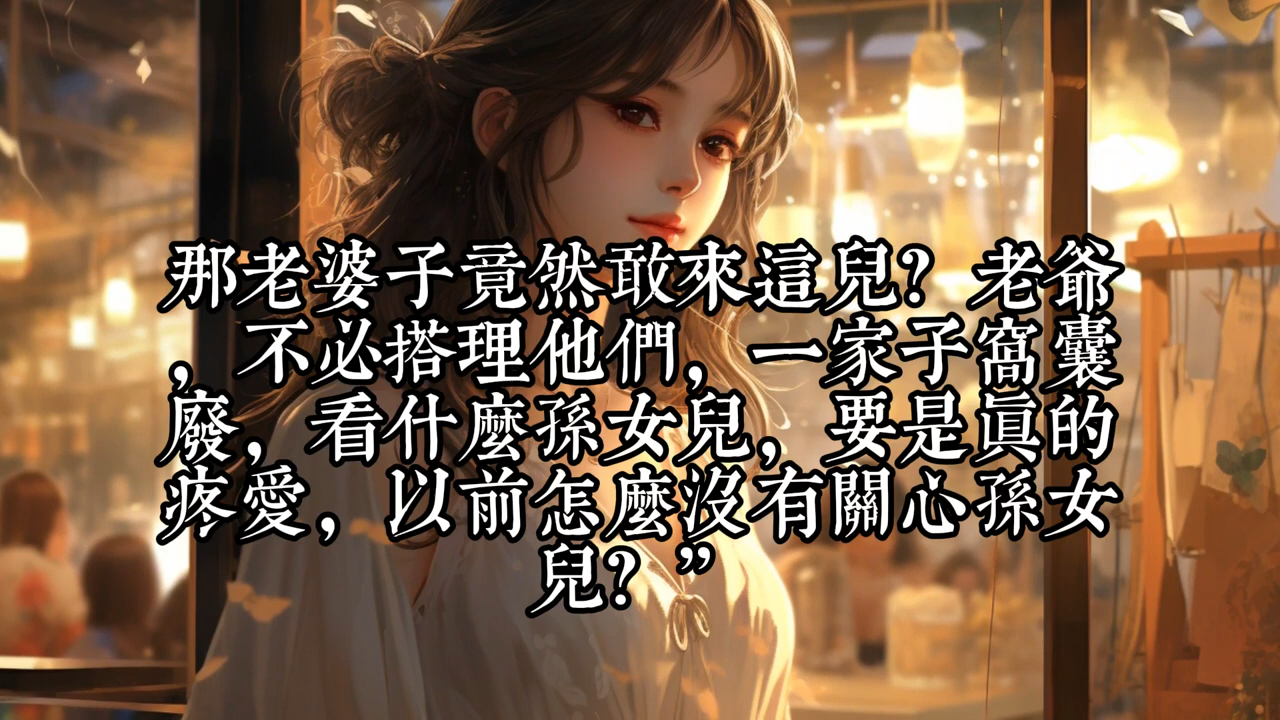 那老婆子竟然敢來這兒？老爺
，不必搭理他們，一家子窩囊
廢，看什麼孫女兒，要是眞的
疼愛，以前怎麼沒有關心孫女
兒？”